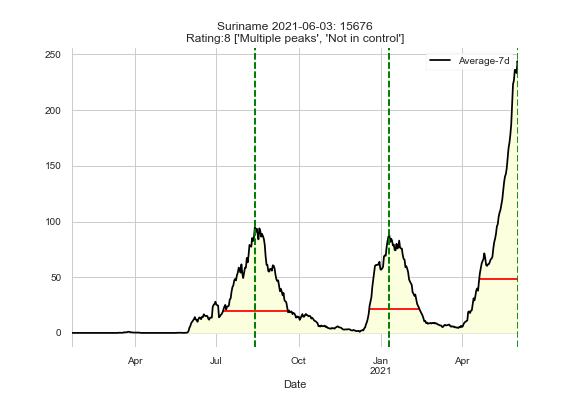 Suriname 2021-06-03: 15676
Rating:8 ['Multiple peaks', 'Not in control']
Average-7d
250
200
150
100
50
0
Apr
Jul
Oct
Jan
2021
Apr
Date